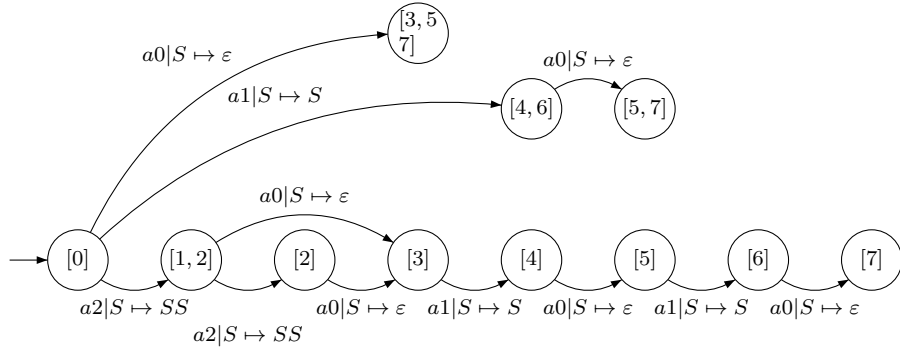 [3, 5
7]
a0|S ↦ ε
a0|S ↦ ε
a1|S ↦ S
[4, 6]
[5, 7]
a0|S ↦ ε
[0]
[1, 2]
[2]
[3]
[4]
[5]
[6]
[7]
a2|S ↦ SS
a0|S ↦ ε
a1|S ↦ S
a0|S ↦ ε
a1|S ↦ S
a0|S ↦ ε
a2|S ↦ SS